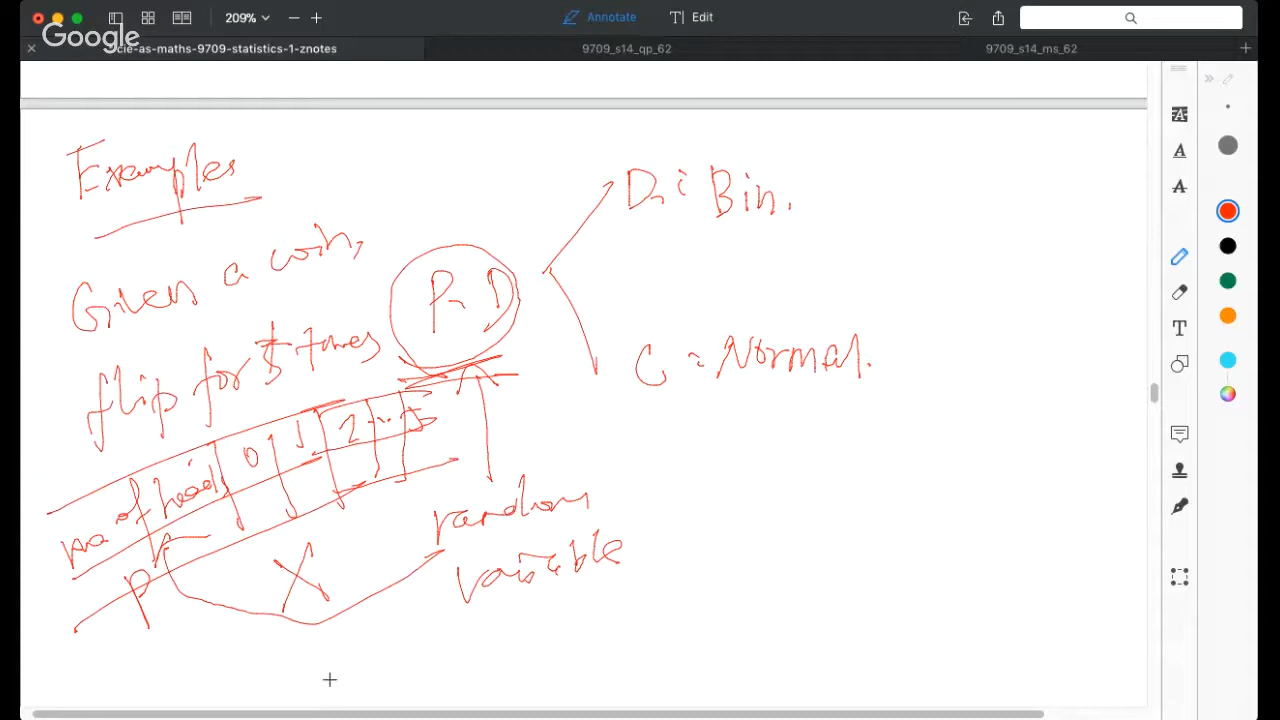 209%
Annotate
Edit
Google
cie-as-maths-9709-statistics-1-znotes
9709_s14_qp_62
9709_s14_ms_62
Examples
Given a coin,
flip for 5 times
no of head 0 1 2 ... 5
P
X
P. D
random
variable
D : Bin.
C : Normal.